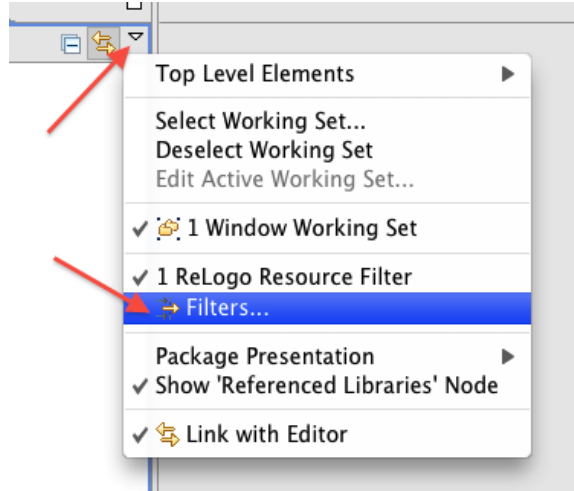 Top Level Elements
Select Working Set...
Deselect Working Set
Edit Active Working Set...
1 Window Working Set
1 ReLogo Resource Filter
Filters...
Package Presentation
Show 'Referenced Libraries' Node
Link with Editor